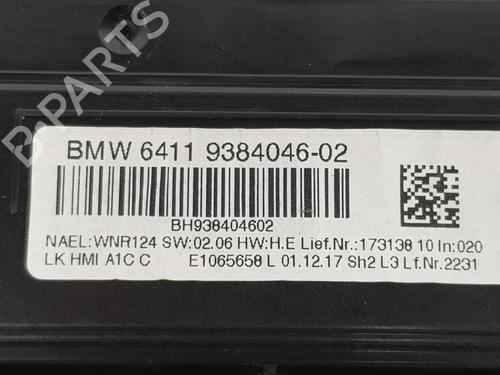 B-PARTS
BMW 6411 9384046-02
BH938404602
NAEL:WNR124 SW:02.06 HW:H.E Lief.Nr.:173138 10 In:020
LK HMI A1C C E1065658 L 01.12.17 Sh2 L3 Lf.Nr.2231